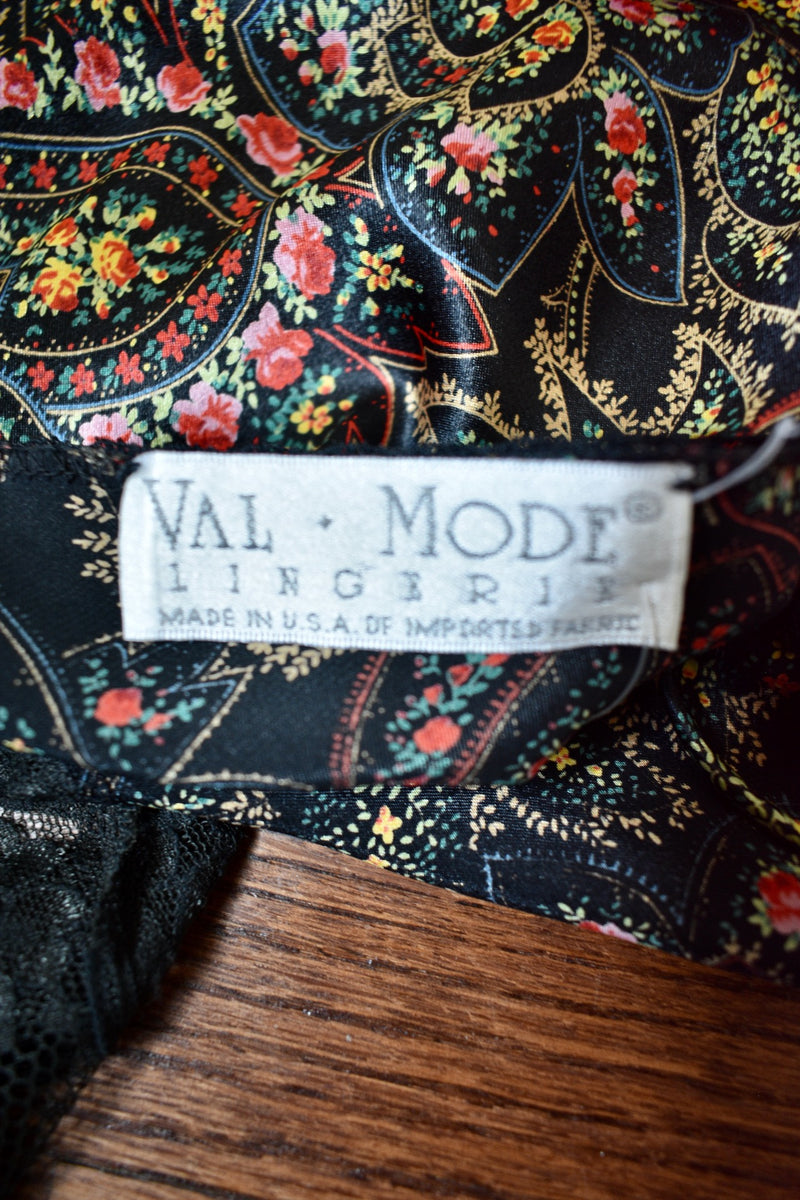 VAL · MODE®
LINGERIE
MADE IN U.S.A. OF IMPORTED FABRIC